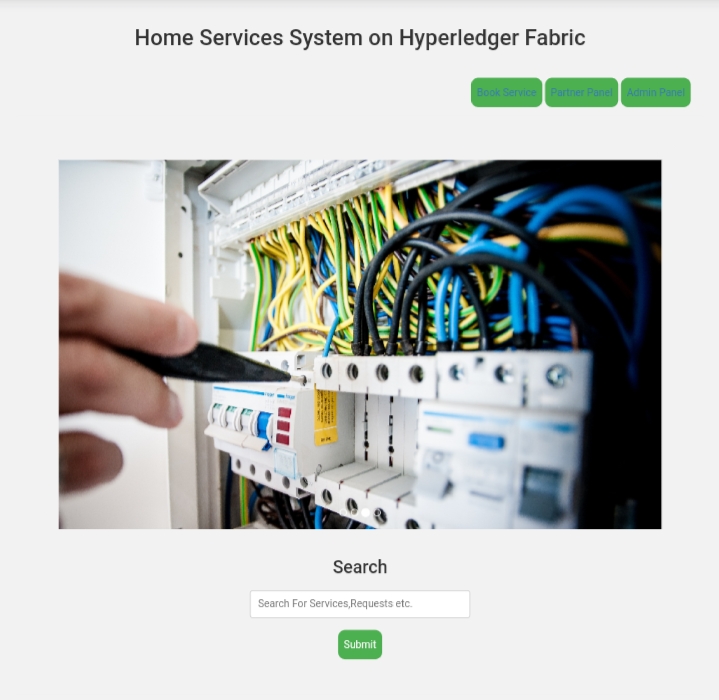 Home Services System on Hyperledger Fabric
Book Service Partner Panel Admin Panel
Search
Search For Services,Requests etc.
Submit